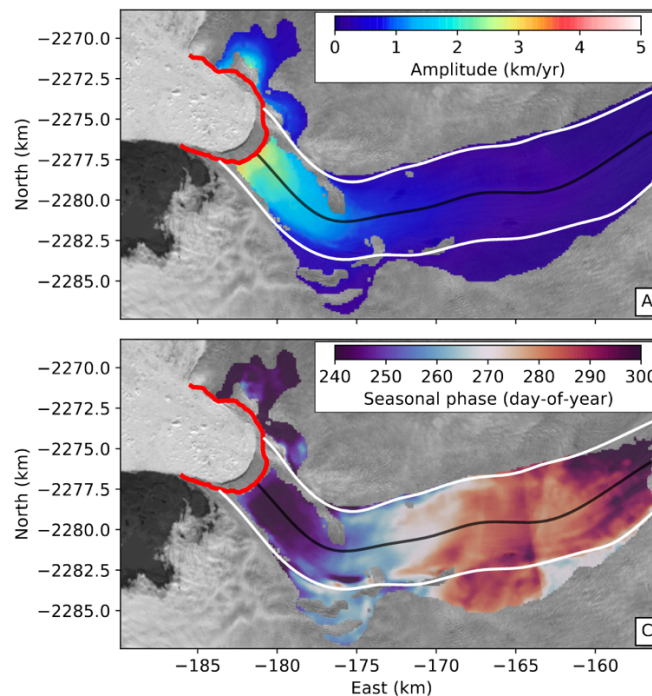 −2270.0
−2272.5
−2275.0
−2277.5
−2280.0
−2282.5
−2285.0
North (km)
0 1 2 3 4 5
Amplitude (km/yr)
A
−2270.0
−2272.5
−2275.0
−2277.5
−2280.0
−2282.5
−2285.0
North (km)
240 250 260 270 280 290 300
Seasonal phase (day-of-year)
C
−185 −180 −175 −170 −165 −160
East (km)